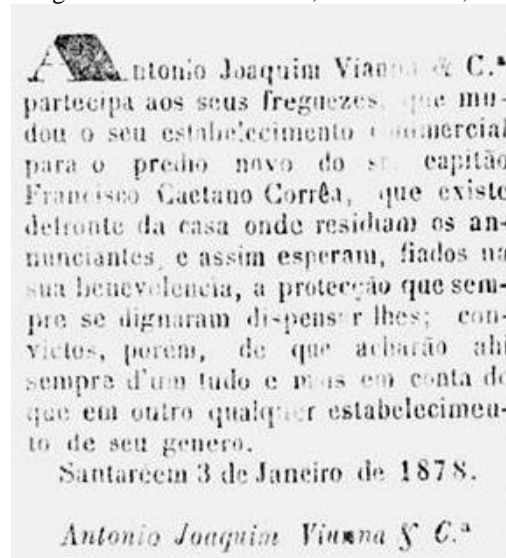 Antonio Joaquim Vianna & C.ª
partecipa aos seus freguezes, que mu-
dou o seu estabelecimento commercial
para o predio novo do sr. capitão
Francisco Caetano Corrêa, que existe
defronte da casa onde residiam os an-
nunciantes, e assim esperam, fiados na
sua benevolencia, a protecção que sem-
pre se dignaram dispensar lhes; con-
victos, porém, de que acharão ahi
sempre d'um tudo e mais em conta do
que em outro qualquer estabelecimen-
to de seu genero.
Santarcem 3 de Janeiro de 1878.
Antonio Joaquim Vianna & C.ª